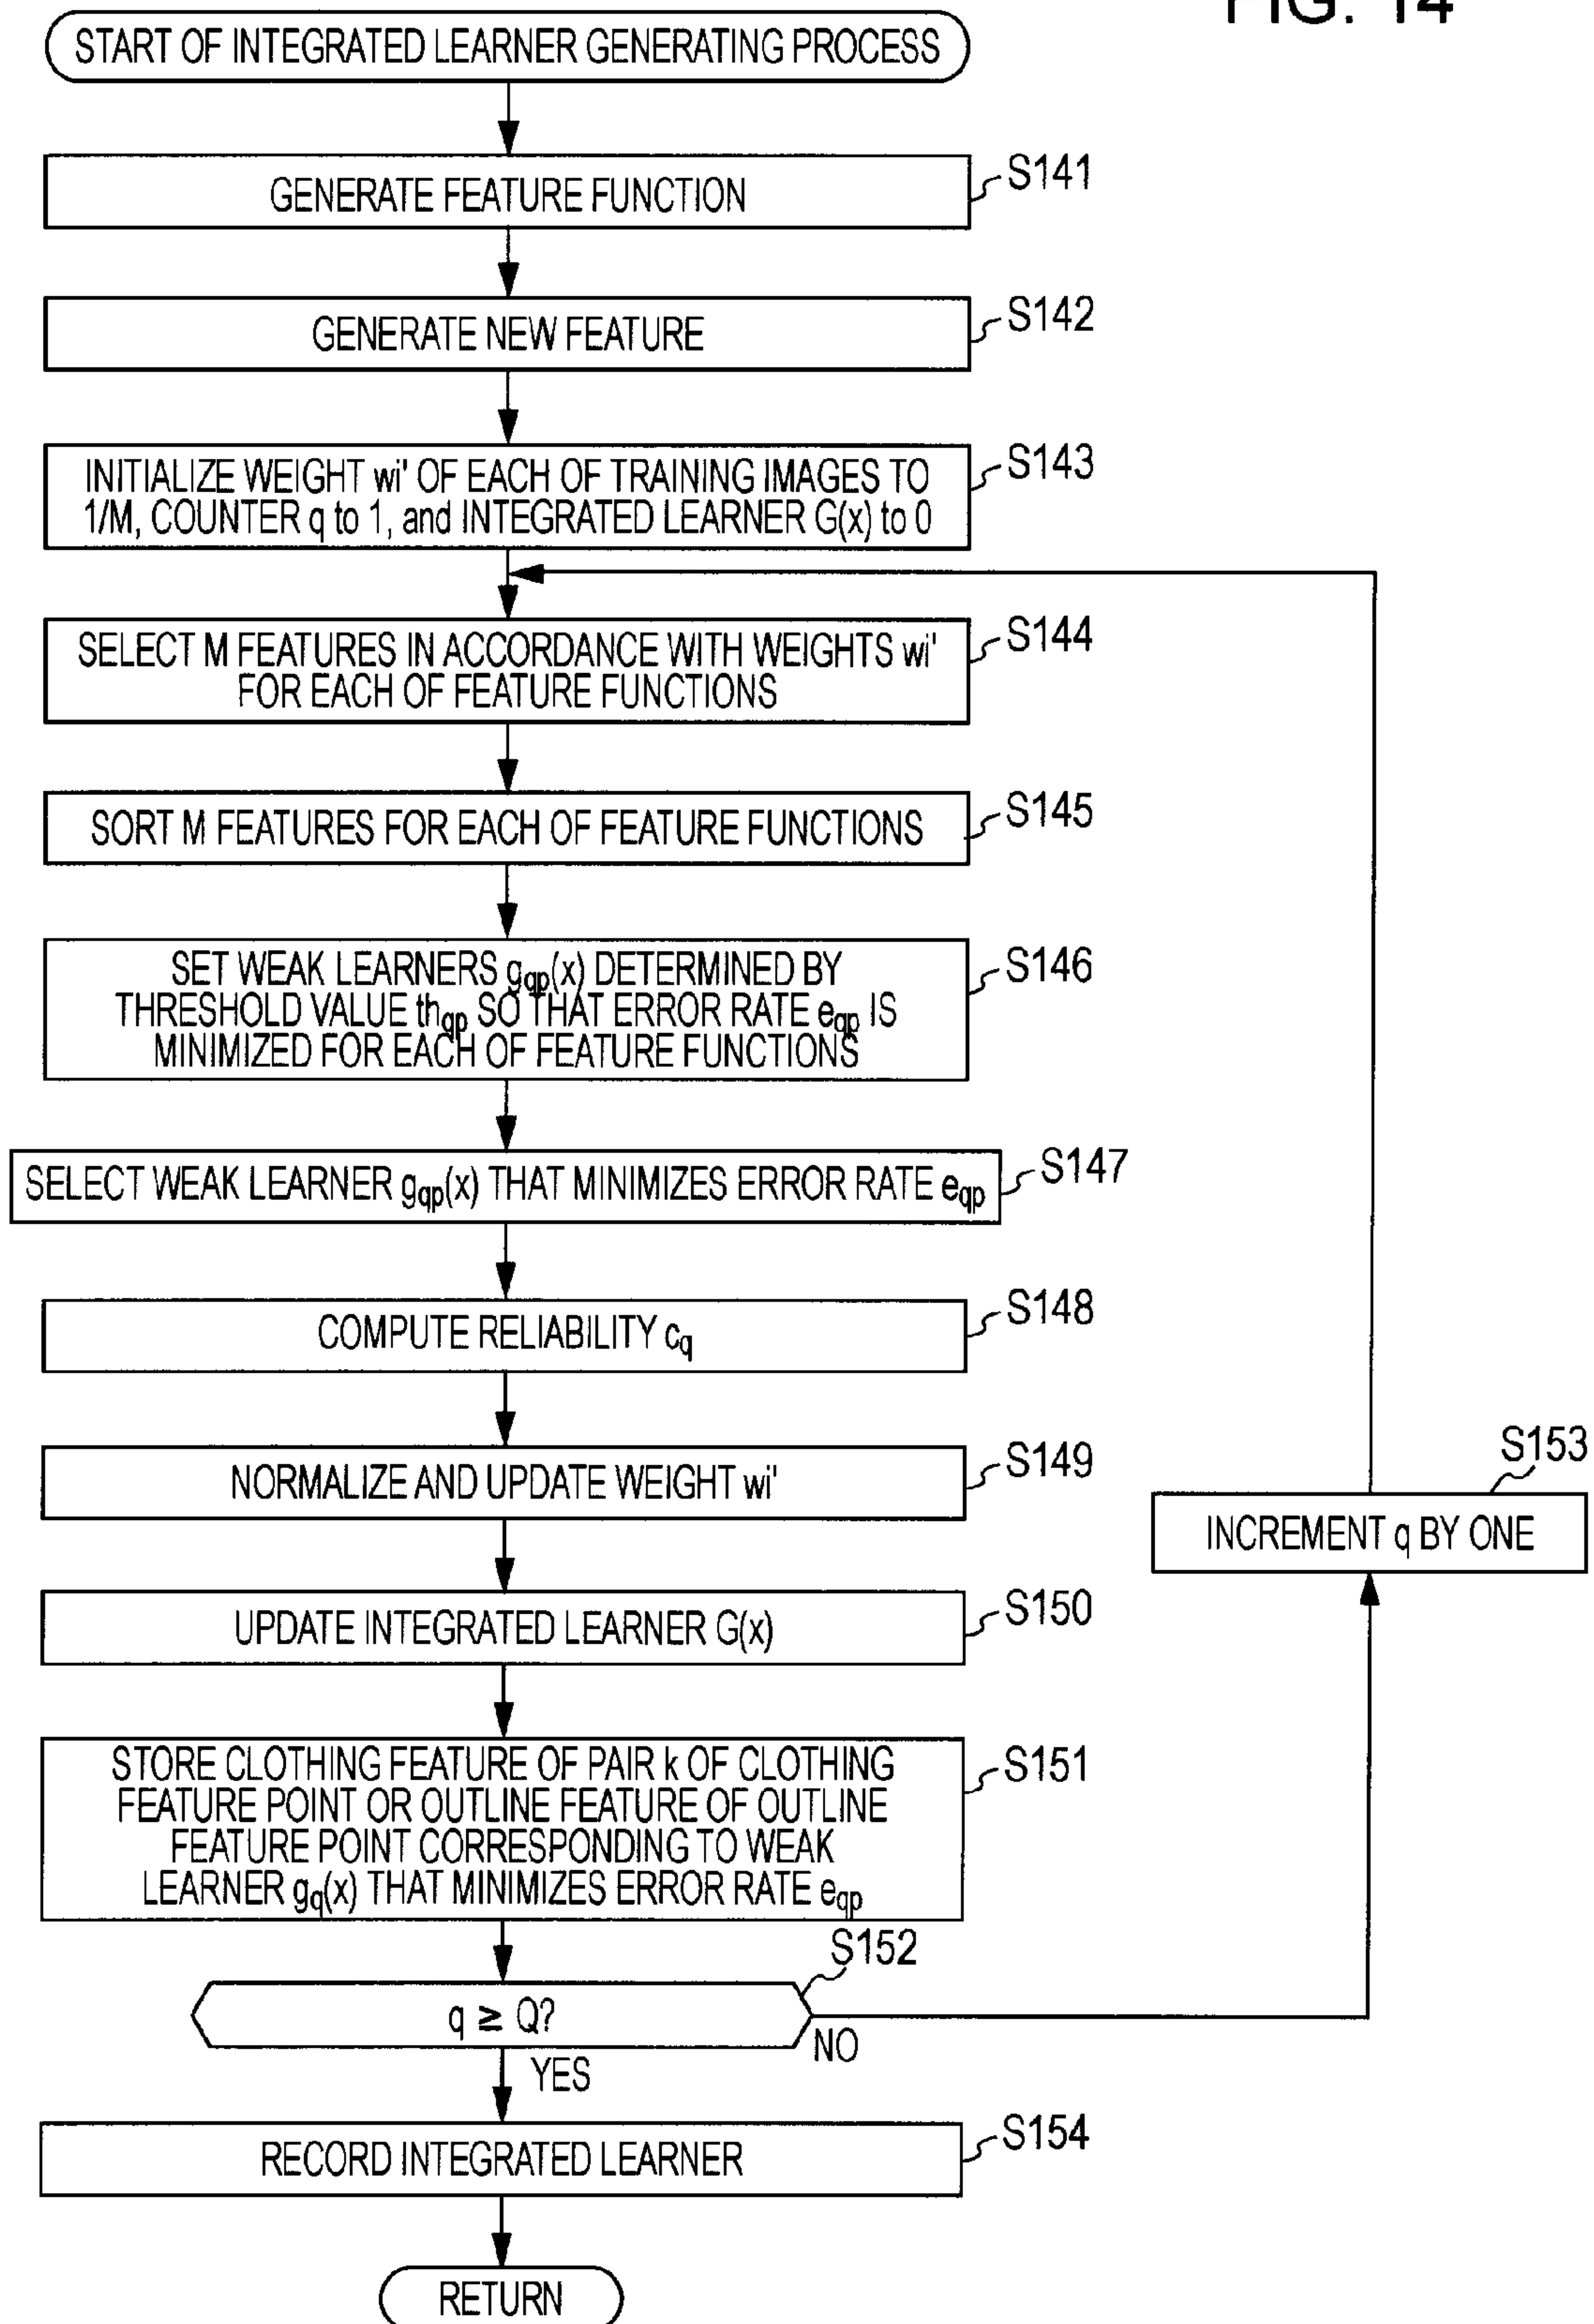 FIG. 14
START OF INTEGRATED LEARNER GENERATING PROCESS
GENERATE FEATURE FUNCTION
S141
GENERATE NEW FEATURE
S142
INITIALIZE WEIGHT wi' OF EACH OF TRAINING IMAGES TO
1/M, COUNTER q to 1, and INTEGRATED LEARNER G(x) to 0
S143
SELECT M FEATURES IN ACCORDANCE WITH WEIGHTS wi'
FOR EACH OF FEATURE FUNCTIONS
S144
SORT M FEATURES FOR EACH OF FEATURE FUNCTIONS
S145
SET WEAK LEARNERS gqp(x) DETERMINED BY
THRESHOLD VALUE thqp SO THAT ERROR RATE eqp IS
MINIMIZED FOR EACH OF FEATURE FUNCTIONS
S146
SELECT WEAK LEARNER gqp(x) THAT MINIMIZES ERROR RATE eqp
S147
COMPUTE RELIABILITY cq
S148
NORMALIZE AND UPDATE WEIGHT wi'
S149
S153
INCREMENT q BY ONE
UPDATE INTEGRATED LEARNER G(x)
S150
STORE CLOTHING FEATURE OF PAIR k OF CLOTHING
FEATURE POINT OR OUTLINE FEATURE OF OUTLINE
FEATURE POINT CORRESPONDING TO WEAK
LEARNER gq(x) THAT MINIMIZES ERROR RATE eqp
S151
S152
q ≧ Q?
NO
YES
RECORD INTEGRATED LEARNER
S154
RETURN